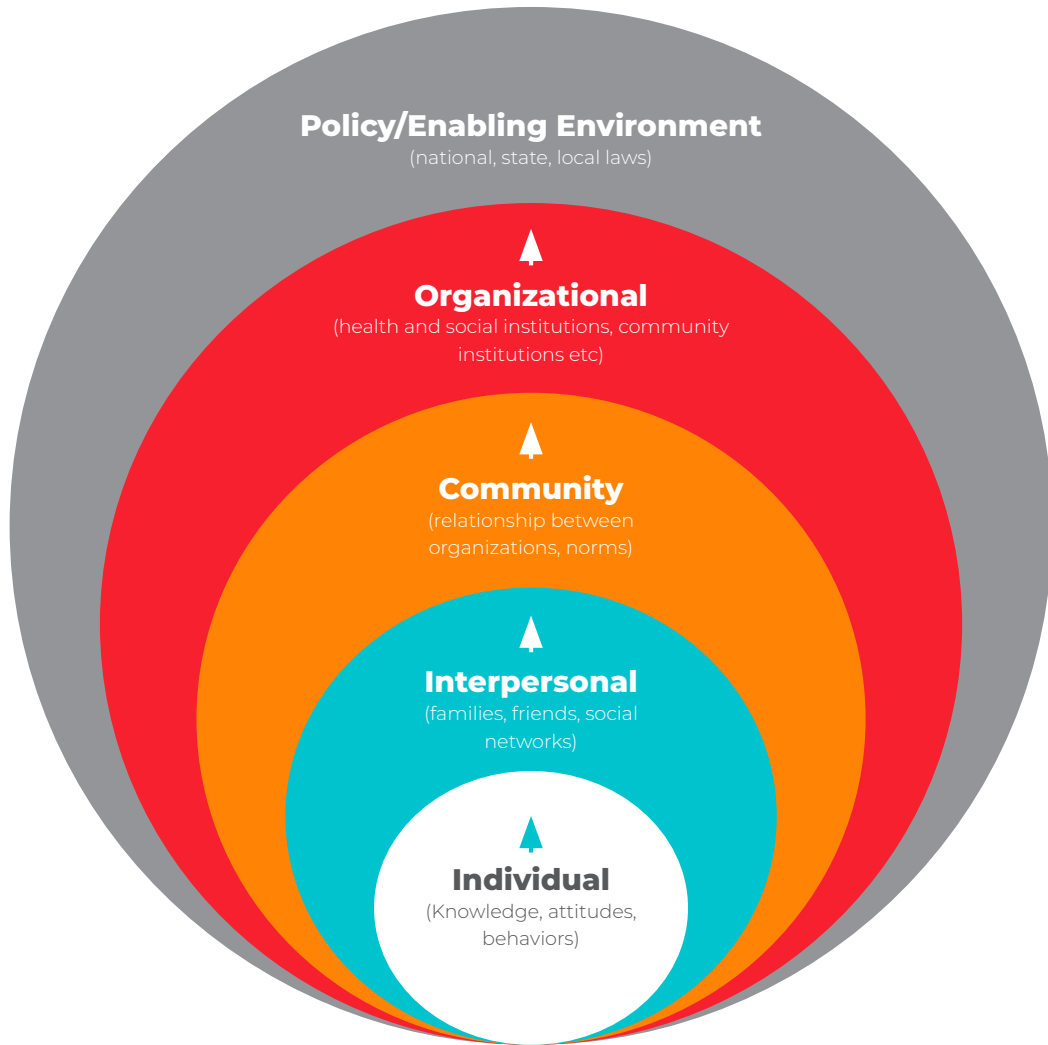 Policy/Enabling Environment
(national, state, local laws)
Organizational
(health and social institutions, community
institutions etc)
Community
(relationship between
organizations, norms)
Interpersonal
(families, friends, social
networks)
Individual
(Knowledge, attitudes,
behaviors)